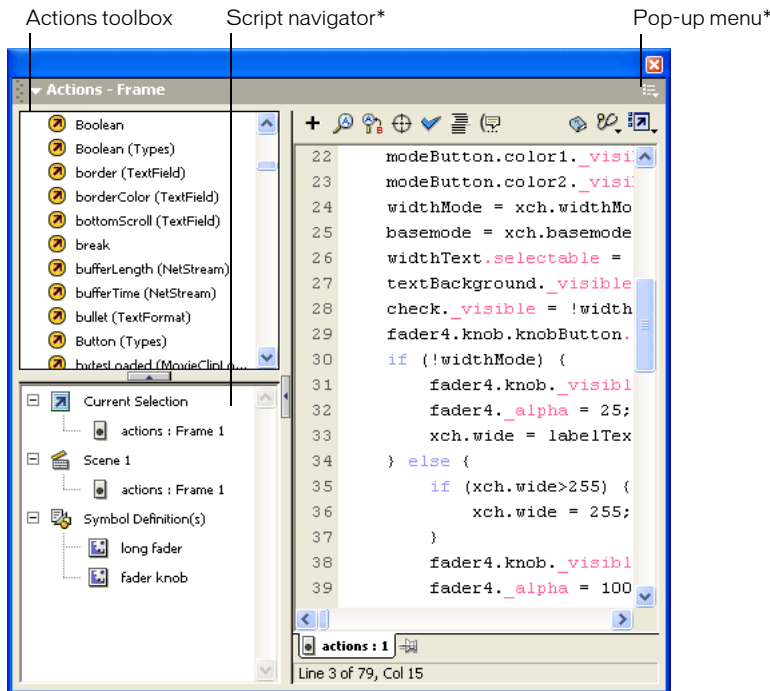 Actions toolbox
Script navigator*
Pop-up menu*
Actions - Frame
Boolean
Boolean (Types)
border (TextField)
borderColor (TextField)
bottomScroll (TextField)
break
bufferLength (NetStream)
bufferTime (NetStream)
bullet (TextFormat)
Button (Types)
bytesLoaded (MovieClipLo...
Current Selection
actions : Frame 1
Scene 1
actions : Frame 1
Symbol Definition(s)
long fader
fader knob
22 modeButton.color1._visi
23 modeButton.color2._visi
24 widthMode = xch.widthMo
25 basemode = xch.basemode
26 widthText.selectable =
27 textBackground._visible
28 check._visible = !width
29 fader4.knob.knobButton.
30 if (!widthMode) {
31 fader4.knob._visibl
32 fader4._alpha = 25;
33 xch.wide = labelTex
34 } else {
35 if (xch.wide>255) {
36 xch.wide = 255;
37 }
38 fader4.knob._visibl
39 fader4._alpha = 100
actions : 1
Line 3 of 79, Col 15